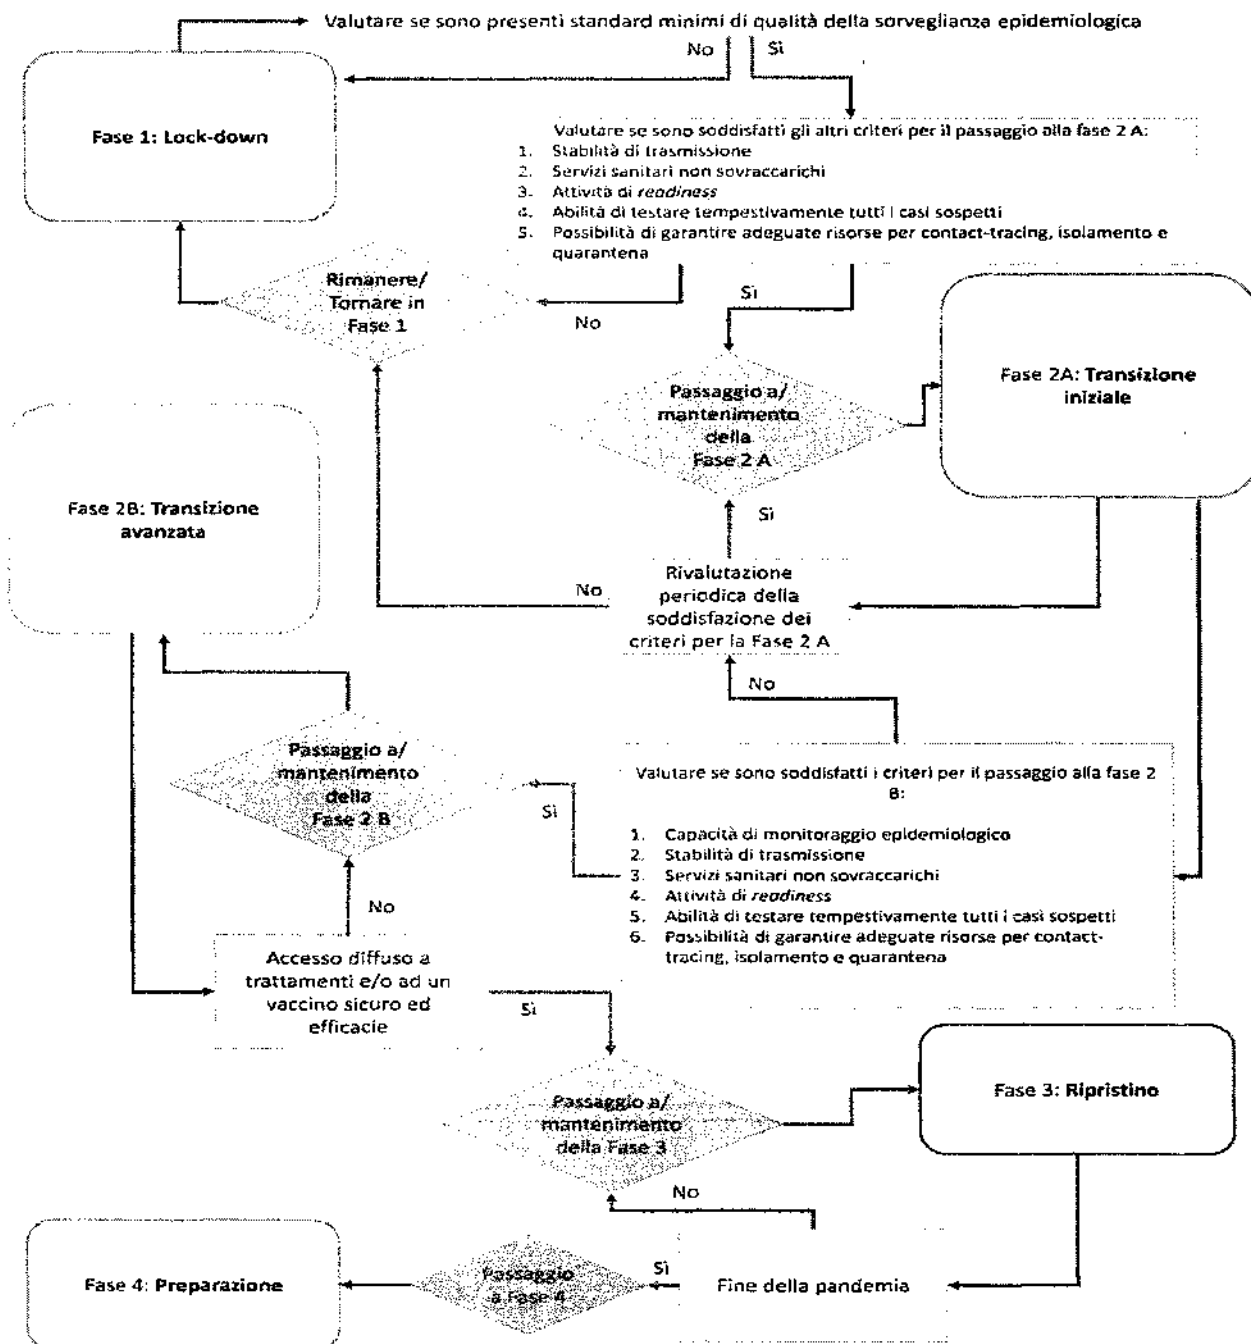 Valutare se sono presenti standard minimi di qualità della sorveglianza epidemiologica
No
Sì
Fase 1: Lock-down
Valutare se sono soddisfatti gli altri criteri per il passaggio alla fase 2 A:
1. Stabilità di trasmissione
2. Servizi sanitari non sovraccarichi
3. Attività di readiness
4. Abilità di testare tempestivamente tutti i casi sospetti
5. Possibilità di garantire adeguate risorse per contact-tracing, isolamento e
quarantena
Rimanere/
Tornare in
Fase 1
No
Sì
Passaggio a/
mantenimento
della
Fase 2 A
Fase 2A: Transizione
iniziale
Fase 2B: Transizione
avanzata
Sì
No
Rivalutazione
periodica della
soddisfazione dei
criteri per la Fase 2 A
No
Passaggio a/
mantenimento
della
Fase 2 B
Sì
Valutare se sono soddisfatti i criteri per il passaggio alla fase 2
B:
1. Capacità di monitoraggio epidemiologico
2. Stabilità di trasmissione
3. Servizi sanitari non sovraccarichi
4. Attività di readiness
5. Abilità di testare tempestivamente tutti i casi sospetti
6. Possibilità di garantire adeguate risorse per contact-
tracing, isolamento e quarantena
No
Accesso diffuso a
trattamenti e/o ad un
vaccino sicuro ed
efficacie
Sì
Passaggio a/
mantenimento
della Fase 3
Fase 3: Ripristino
No
Fase 4: Preparazione
Passaggio
a Fase 4
Sì
Fine della pandemia